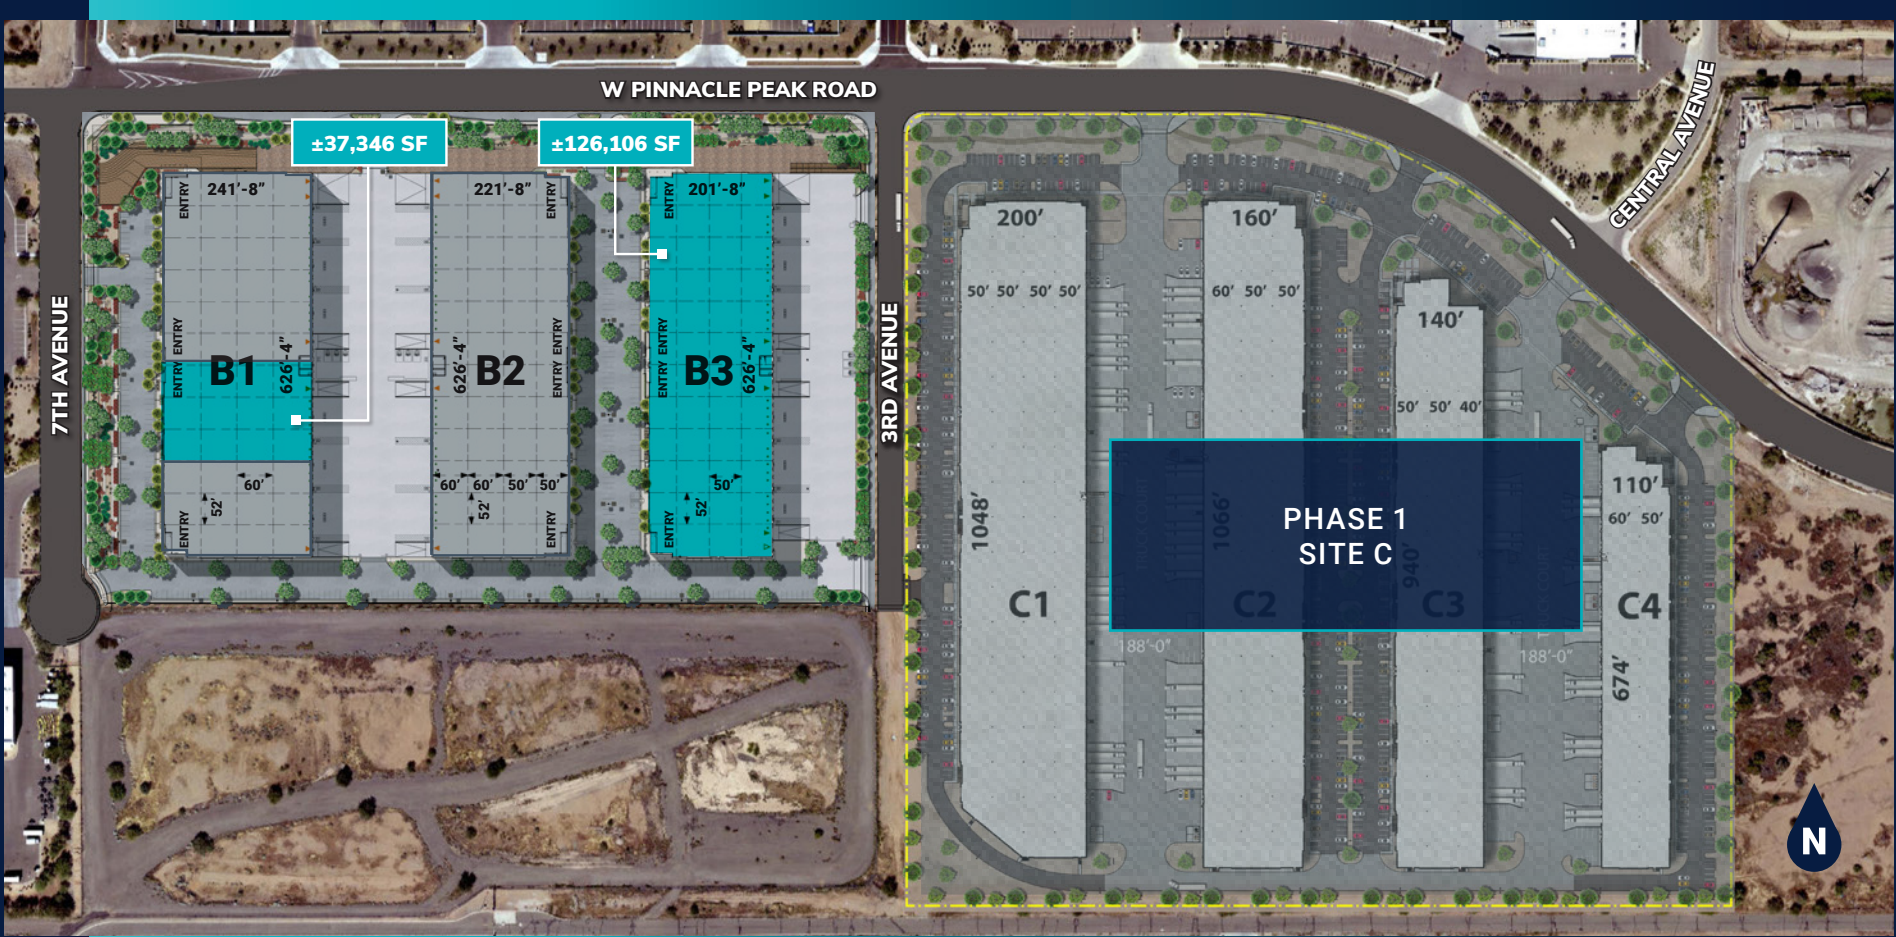 W PINNACLE PEAK ROAD
CENTRAL AVENUE
7TH AVENUE
3RD AVENUE
±37,346 SF
±126,106 SF
ENTRY
241'-8"
ENTRY
ENTRY
B1
626'-4"
60'
52'
ENTRY
221'-8"
ENTRY
ENTRY
ENTRY
626'-4"
B2
60' 60' 50' 50'
52'
ENTRY
ENTRY
201'-8"
ENTRY
ENTRY
B3
626'-4"
50'
52'
ENTRY
200'
50' 50' 50' 50'
1048'
C1
160'
60' 50' 50'
1066'
C2
188'-0"
140'
50' 50' 40'
940'
C3
188'-0"
110'
60' 50'
C4
674'
PHASE 1
SITE C
N